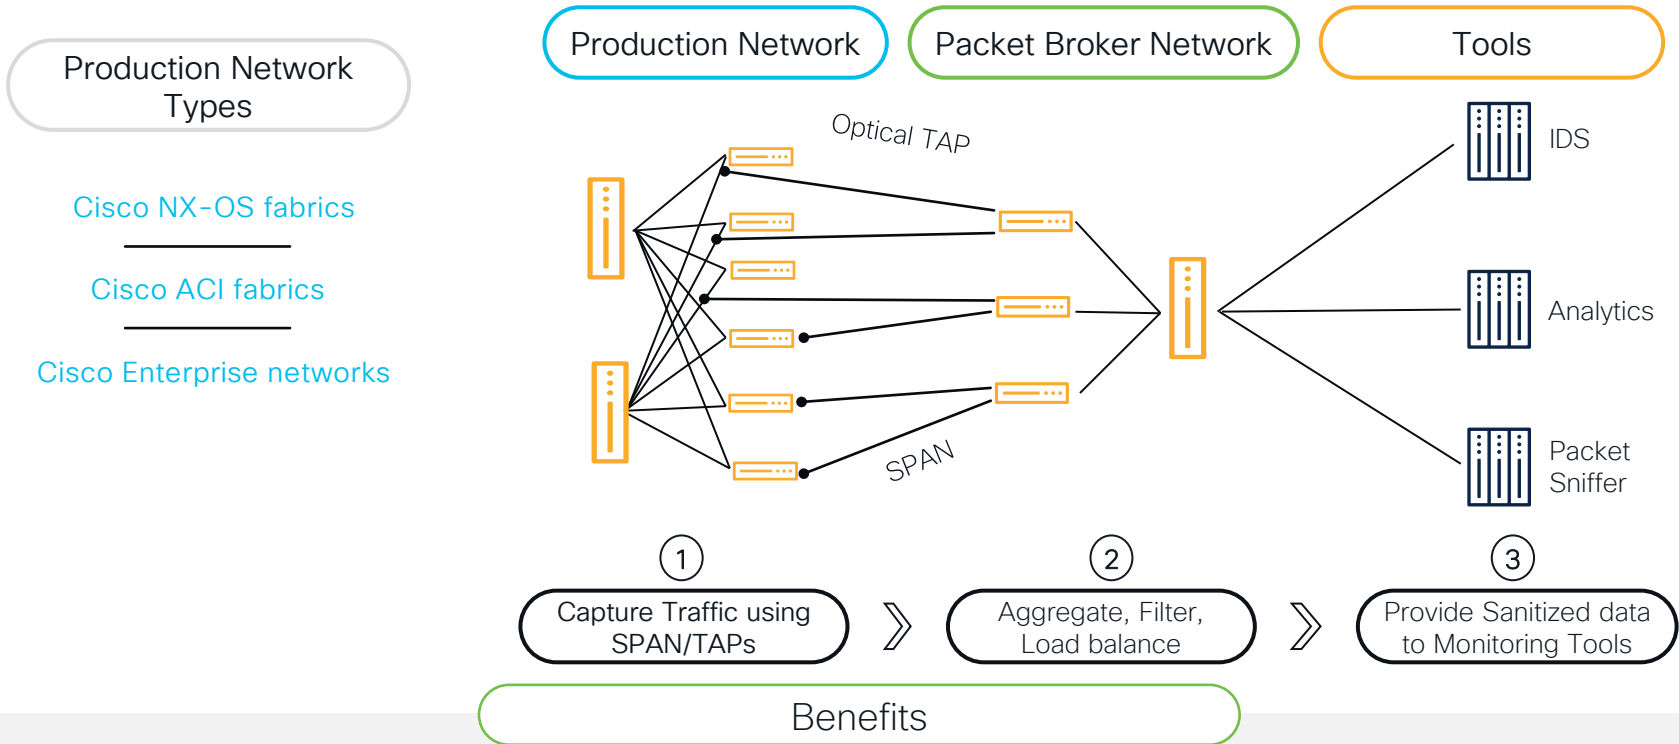 Production Network
Types
Cisco NX-OS fabrics
Cisco ACI fabrics
Cisco Enterprise networks
Production Network
Packet Broker Network
Tools
Optical TAP
IDS
Analytics
SPAN
Packet
Sniffer
1
2
3
Capture Traffic using
SPAN/TAPs
Aggregate, Filter,
Load balance
Provide Sanitized data
to Monitoring Tools
Benefits